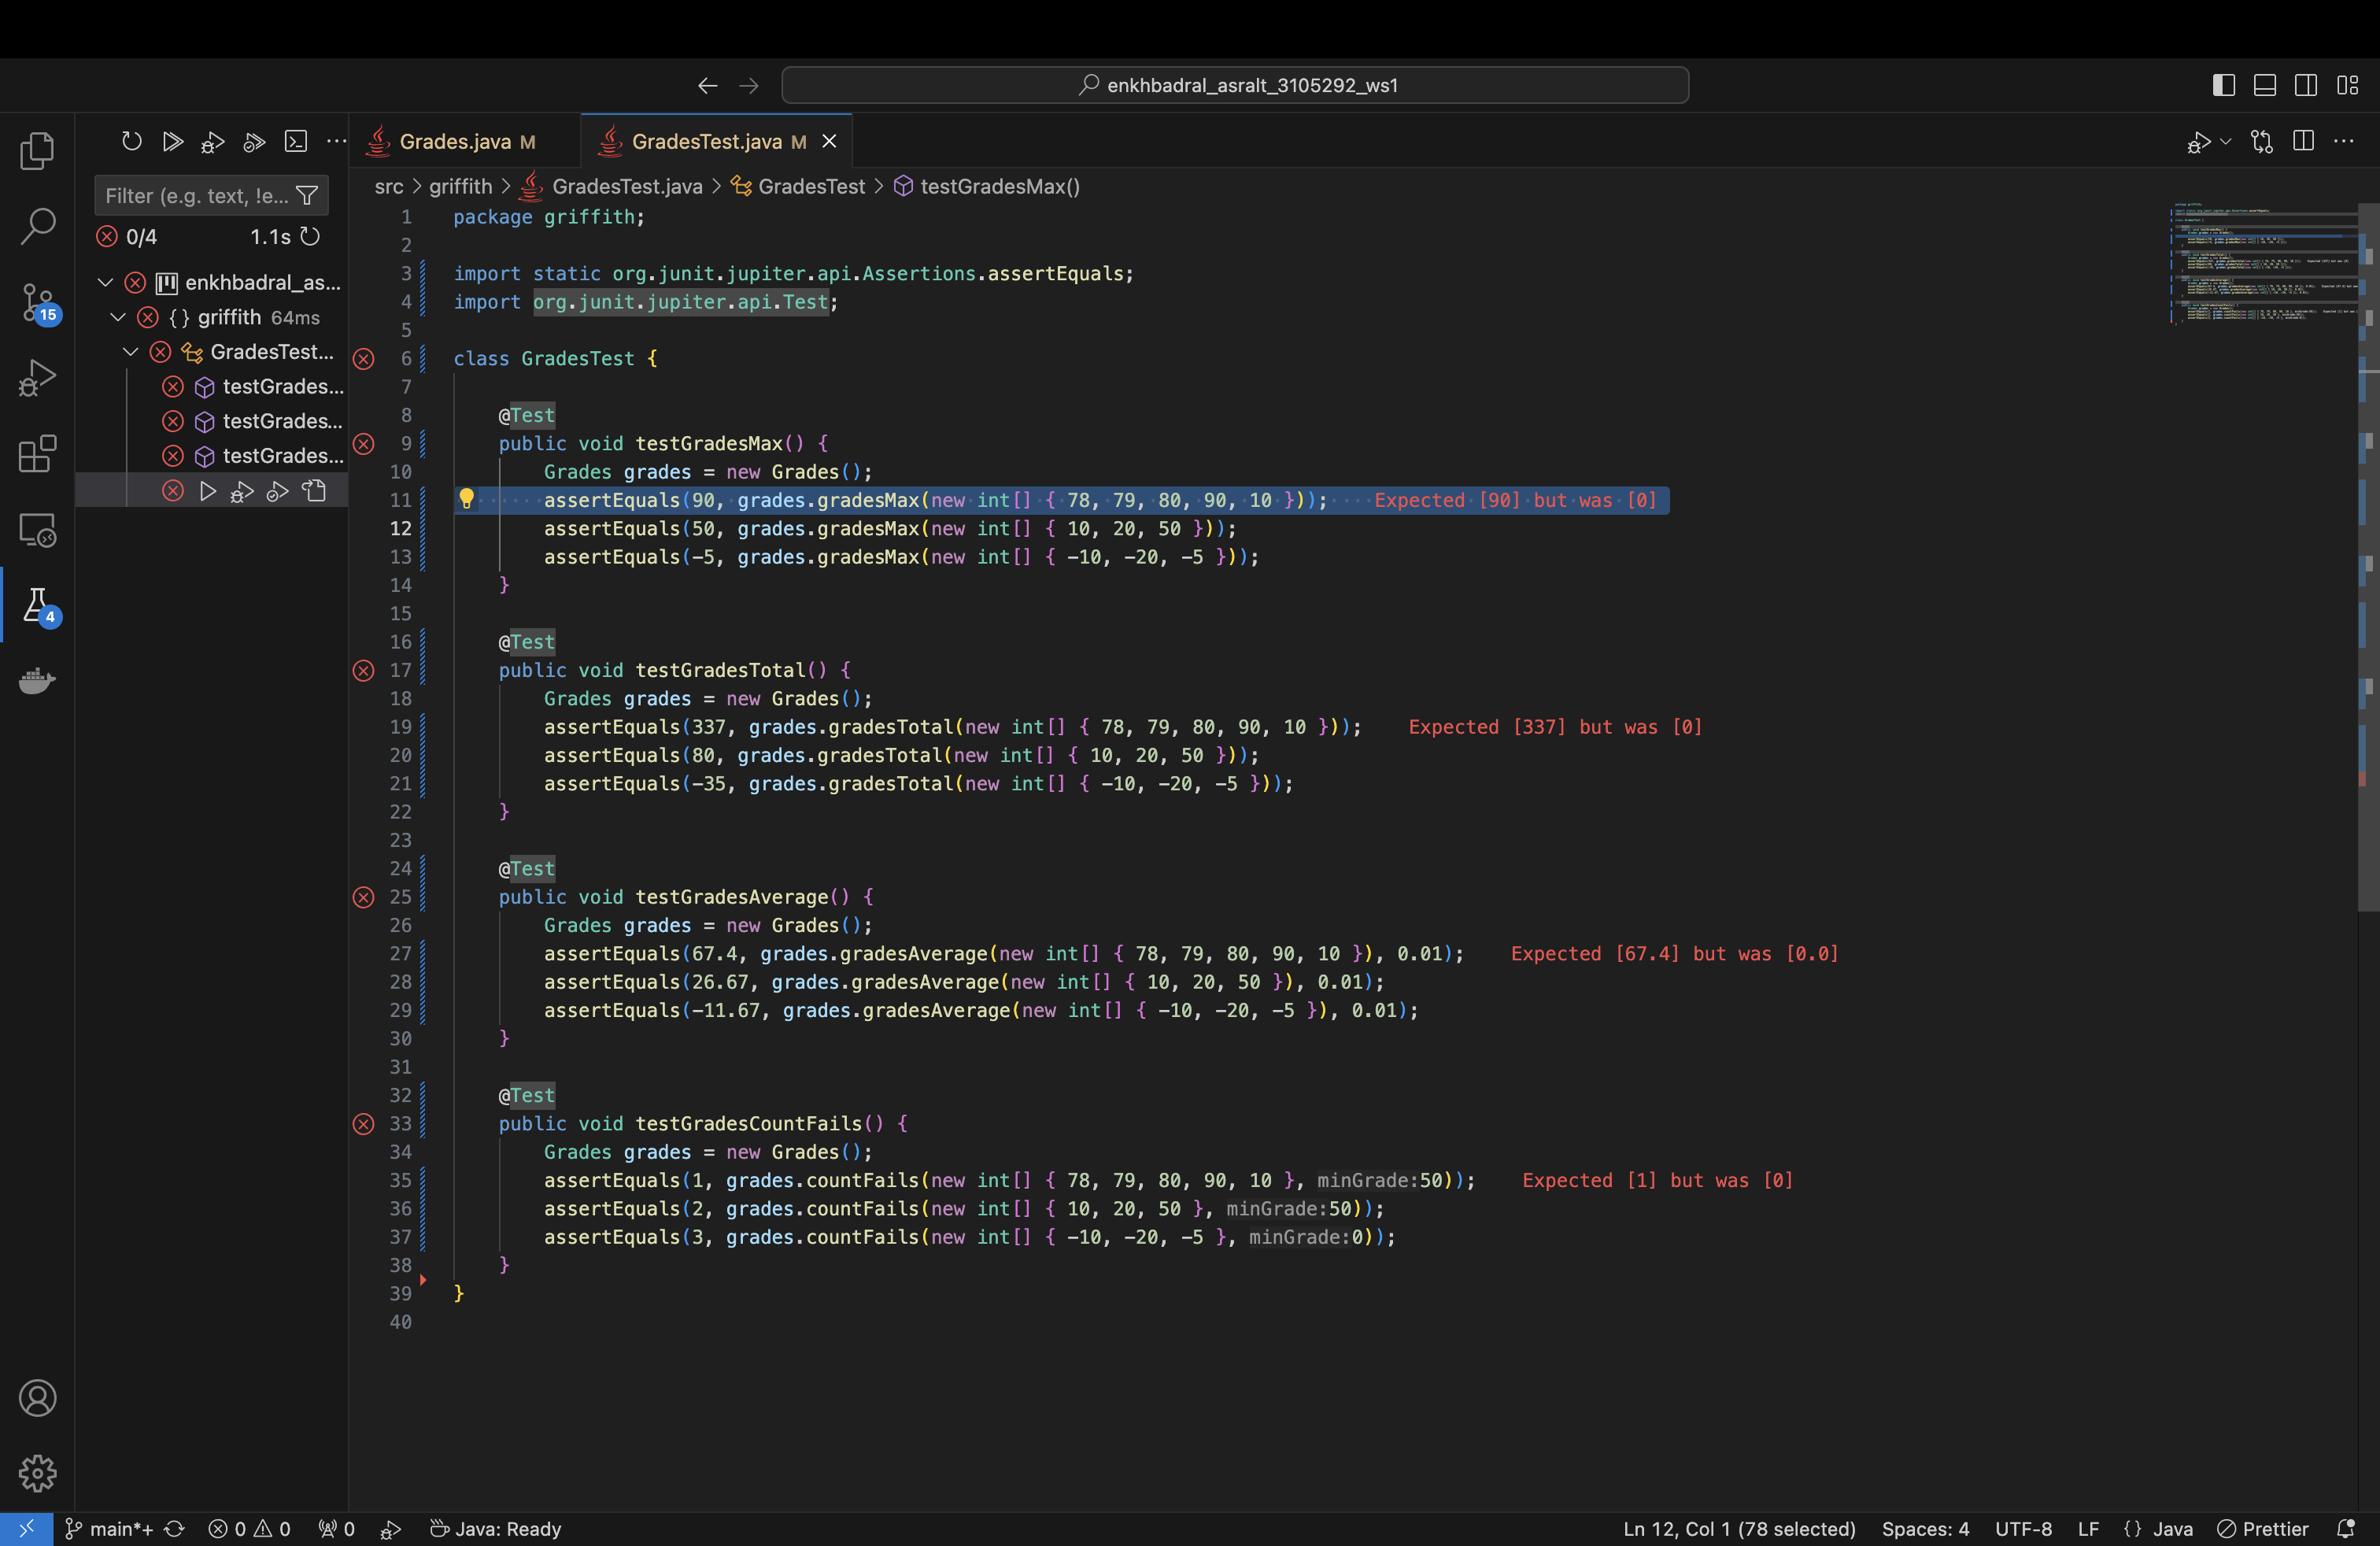 enkhbadral_asralt_3105292_ws1
Grades.java M
GradesTest.java M
Filter (e.g. text, !e...
src > griffith > GradesTest.java > GradesTest > testGradesMax()
0/4 1.1s
enkhbadral_as...
griffith 64ms
GradesTest...
testGrades...
testGrades...
testGrades...
15
4
1 package griffith;
2
3 import static org.junit.jupiter.api.Assertions.assertEquals;
4 import org.junit.jupiter.api.Test;
5
6 class GradesTest {
7
8 @Test
9 public void testGradesMax() {
10 Grades grades = new Grades();
11 assertEquals(90, grades.gradesMax(new int[] { 78, 79, 80, 90, 10 })); Expected [90] but was [0]
12 assertEquals(50, grades.gradesMax(new int[] { 10, 20, 50 }));
13 assertEquals(-5, grades.gradesMax(new int[] { -10, -20, -5 }));
14 }
15
16 @Test
17 public void testGradesTotal() {
18 Grades grades = new Grades();
19 assertEquals(337, grades.gradesTotal(new int[] { 78, 79, 80, 90, 10 })); Expected [337] but was [0]
20 assertEquals(80, grades.gradesTotal(new int[] { 10, 20, 50 }));
21 assertEquals(-35, grades.gradesTotal(new int[] { -10, -20, -5 }));
22 }
23
24 @Test
25 public void testGradesAverage() {
26 Grades grades = new Grades();
27 assertEquals(67.4, grades.gradesAverage(new int[] { 78, 79, 80, 90, 10 }), 0.01); Expected [67.4] but was [0.0]
28 assertEquals(26.67, grades.gradesAverage(new int[] { 10, 20, 50 }), 0.01);
29 assertEquals(-11.67, grades.gradesAverage(new int[] { -10, -20, -5 }), 0.01);
30 }
31
32 @Test
33 public void testGradesCountFails() {
34 Grades grades = new Grades();
35 assertEquals(1, grades.countFails(new int[] { 78, 79, 80, 90, 10 }, minGrade:50)); Expected [1] but was [0]
36 assertEquals(2, grades.countFails(new int[] { 10, 20, 50 }, minGrade:50));
37 assertEquals(3, grades.countFails(new int[] { -10, -20, -5 }, minGrade:0));
38 }
39 }
40
main*+ 0 0 0 Java: Ready
Ln 12, Col 1 (78 selected) Spaces: 4 UTF-8 LF {} Java Prettier